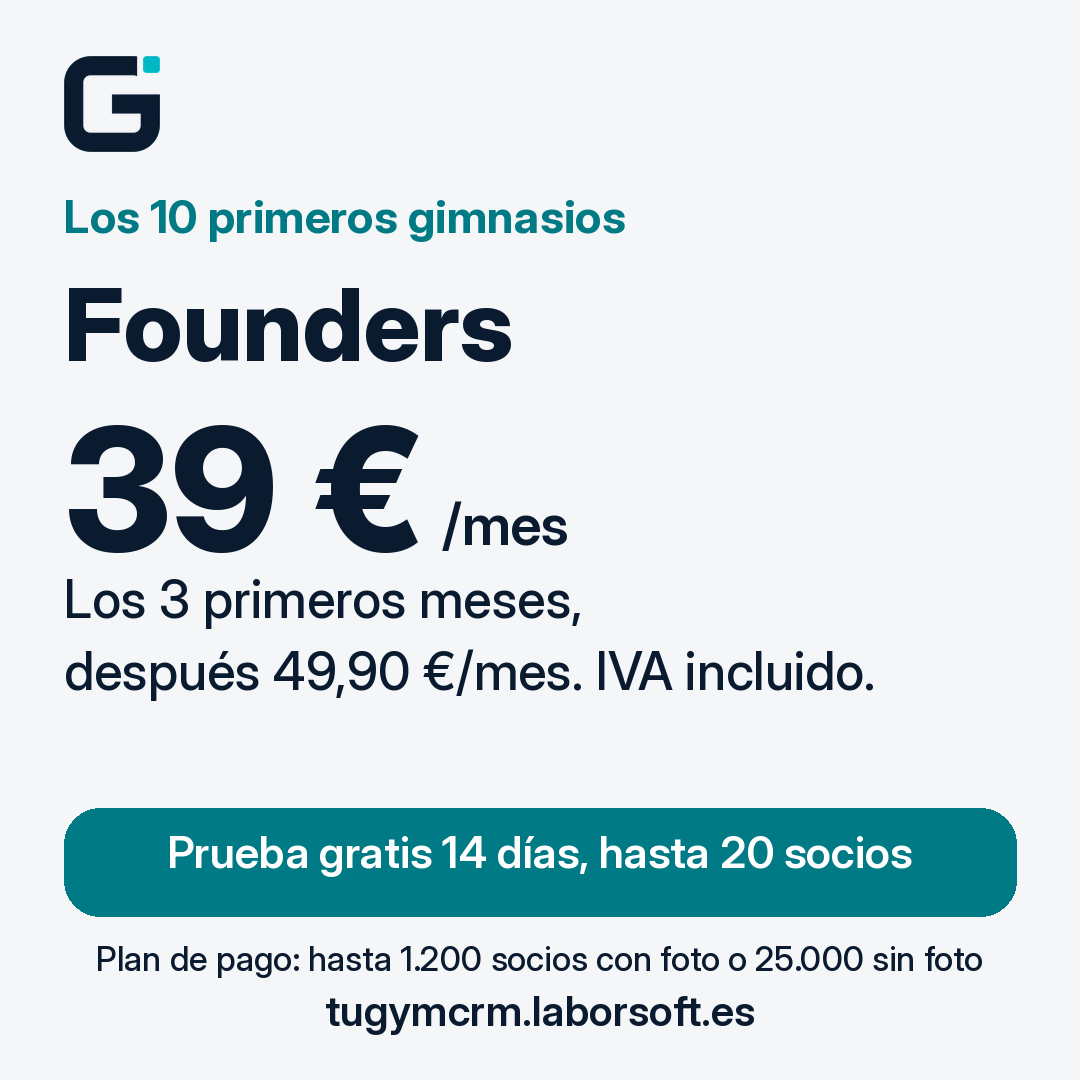 Los 10 primeros gimnasios
Founders
39 € /mes
Los 3 primeros meses,
después 49,90 €/mes. IVA incluido.
Prueba gratis 14 días, hasta 20 socios
Plan de pago: hasta 1.200 socios con foto o 25.000 sin foto
tugymcrm.laborsoft.es